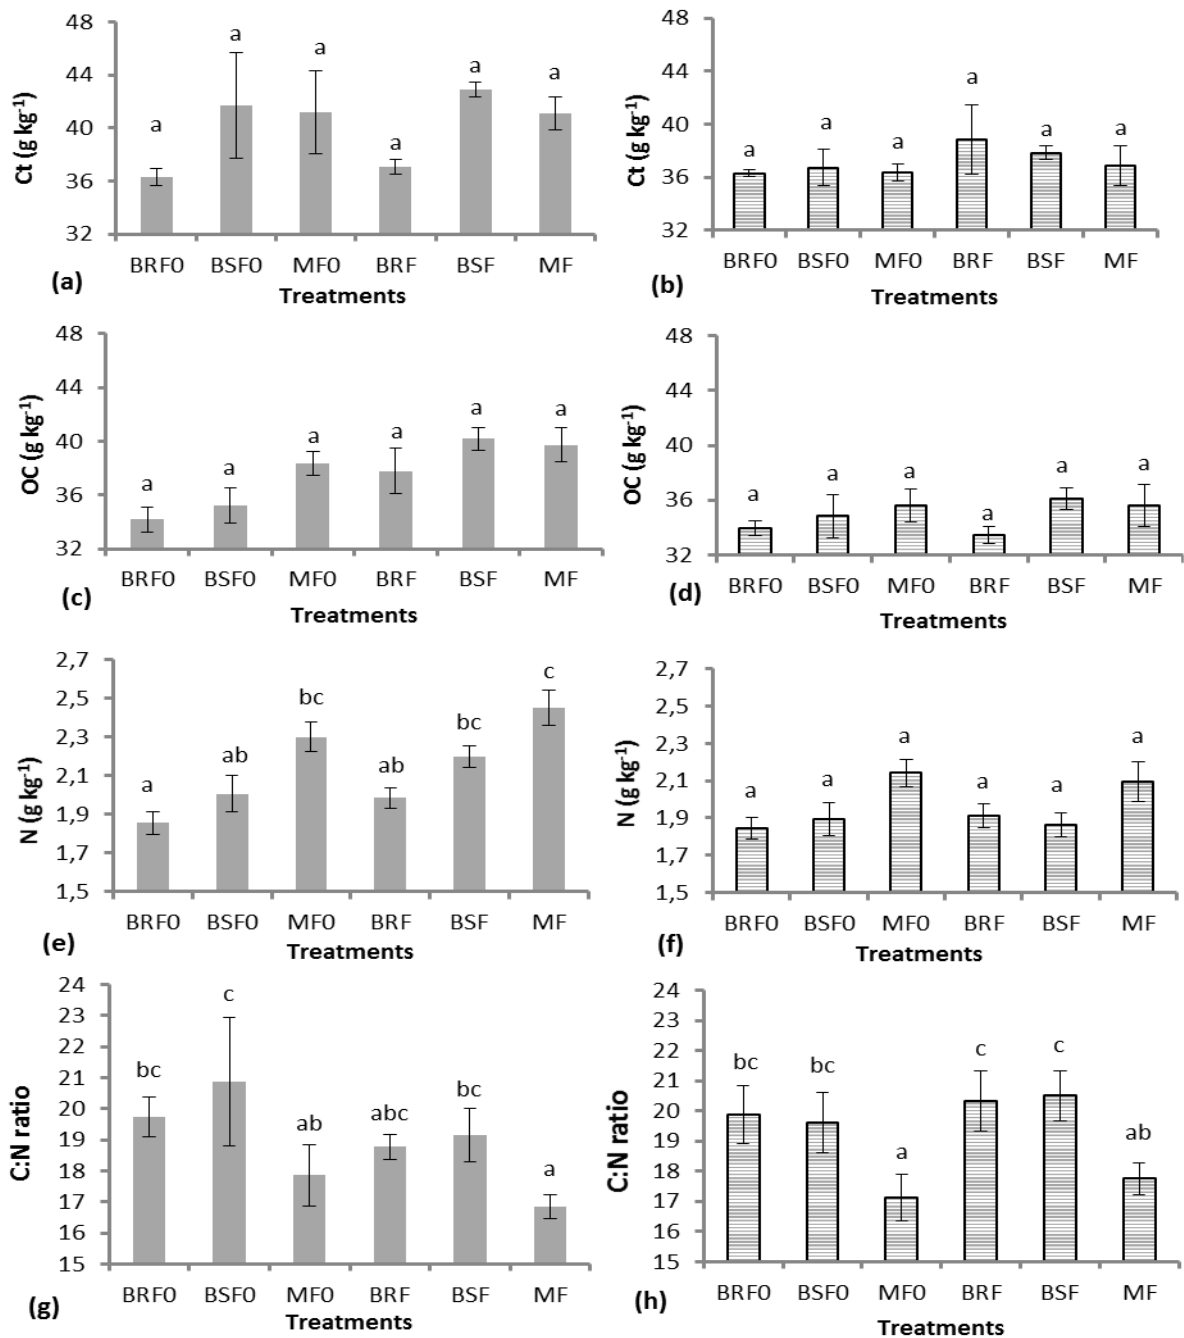 48
44
40
36
32
Ct (g kg-1)
a a a a a a
BRF0 BSF0 MF0 BRF BSF MF
(a)
Treatments
48
44
40
36
32
Ct (g kg-1)
a a a a a a
BRF0 BSF0 MF0 BRF BSF MF
(b)
Treatments
48
44
40
36
32
OC (g kg-1)
a a a a a a
BRF0 BSF0 MF0 BRF BSF MF
(c)
Treatments
48
44
40
36
32
OC (g kg-1)
a a a a a a
BRF0 BSF0 MF0 BRF BSF MF
(d)
Treatments
2,7
2,5
2,3
2,1
1,9
1,7
1,5
N (g kg-1)
a ab bc ab bc c
BRF0 BSF0 MF0 BRF BSF MF
(e)
Treatments
2,7
2,5
2,3
2,1
1,9
1,7
1,5
N (g kg-1)
a a a a a a
BRF0 BSF0 MF0 BRF BSF MF
(f)
Treatments
24
23
22
21
20
19
18
17
16
15
C:N ratio
bc c ab abc bc a
BRF0 BSF0 MF0 BRF BSF MF
(g)
Treatments
24
23
22
21
20
19
18
17
16
15
C:N ratio
bc bc a c c ab
BRF0 BSF0 MF0 BRF BSF MF
(h)
Treatments